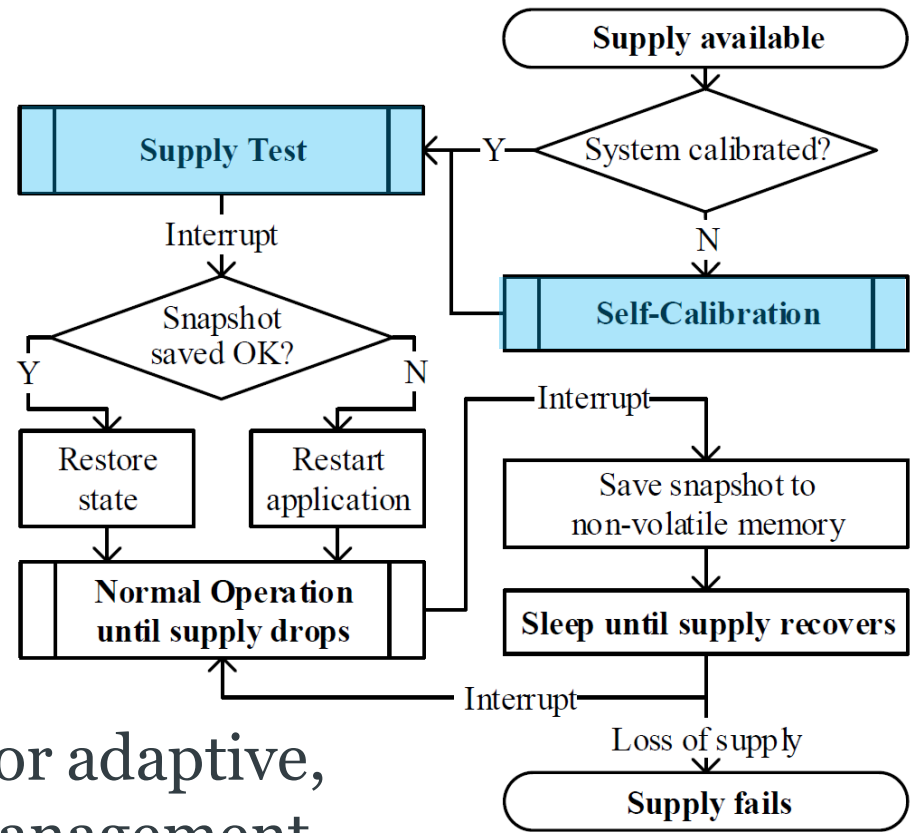 Supply available
System calibrated?
Y
N
Supply Test
Self-Calibration
Interrupt
Snapshot
saved OK?
Y
N
Restore
state
Restart
application
Normal Operation
until supply drops
Interrupt
Save snapshot to
non-volatile memory
Sleep until supply recovers
Interrupt
Loss of supply
Supply fails
or adaptive,